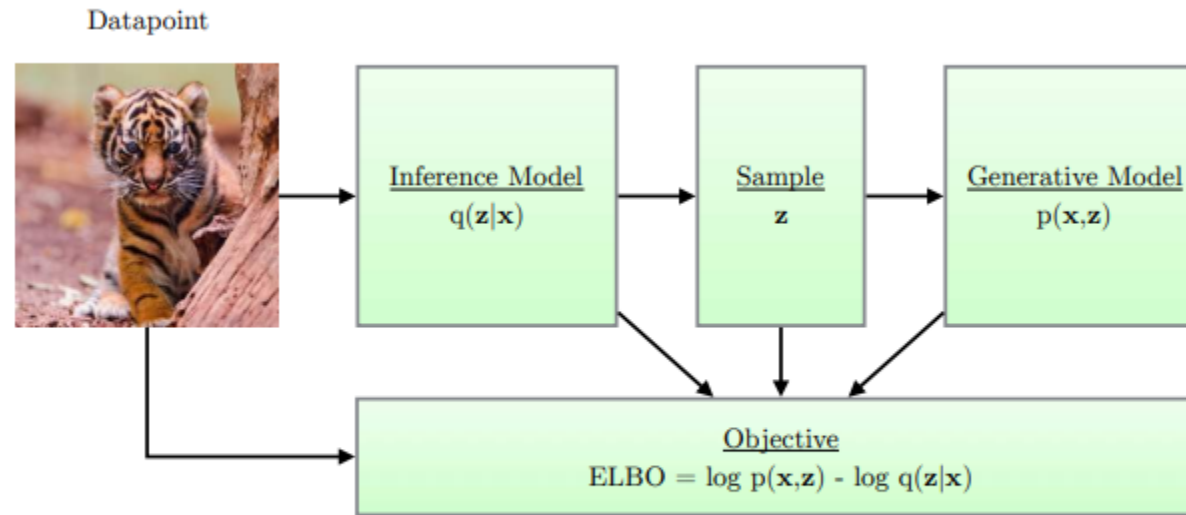 Datapoint
Inference Model
q(z|x)
Sample
z
Generative Model
p(x,z)
Objective
ELBO = log p(x,z) - log q(z|x)